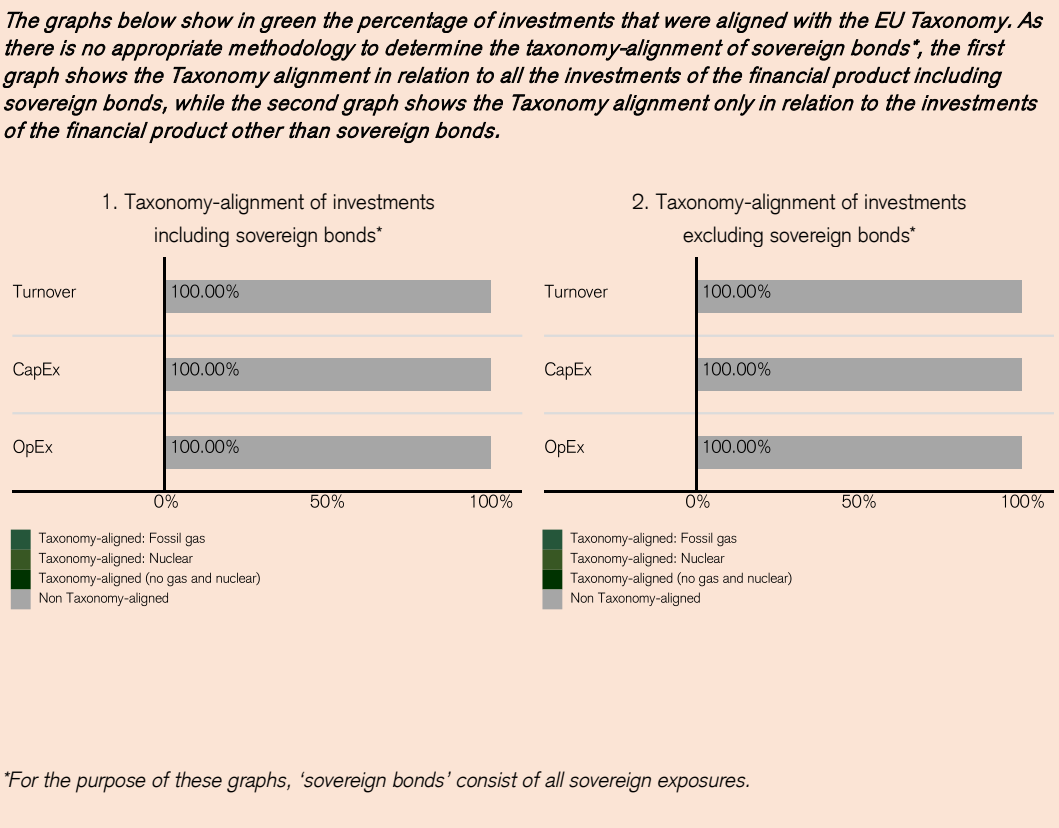 The graphs below show in green the percentage of investments that were aligned with the EU Taxonomy. As
there is no appropriate methodology to determine the taxonomy-alignment of sovereign bonds*, the first
graph shows the Taxonomy alignment in relation to all the investments of the financial product including
sovereign bonds, while the second graph shows the Taxonomy alignment only in relation to the investments
of the financial product other than sovereign bonds.
1. Taxonomy-alignment of investments
including sovereign bonds*
Turnover
100.00%
CapEx
100.00%
OpEx
100.00%
0% 50% 100%
Taxonomy-aligned: Fossil gas
Taxonomy-aligned: Nuclear
Taxonomy-aligned (no gas and nuclear)
Non Taxonomy-aligned
2. Taxonomy-alignment of investments
excluding sovereign bonds*
Turnover
100.00%
CapEx
100.00%
OpEx
100.00%
0% 50% 100%
Taxonomy-aligned: Fossil gas
Taxonomy-aligned: Nuclear
Taxonomy-aligned (no gas and nuclear)
Non Taxonomy-aligned
*For the purpose of these graphs, ‘sovereign bonds’ consist of all sovereign exposures.